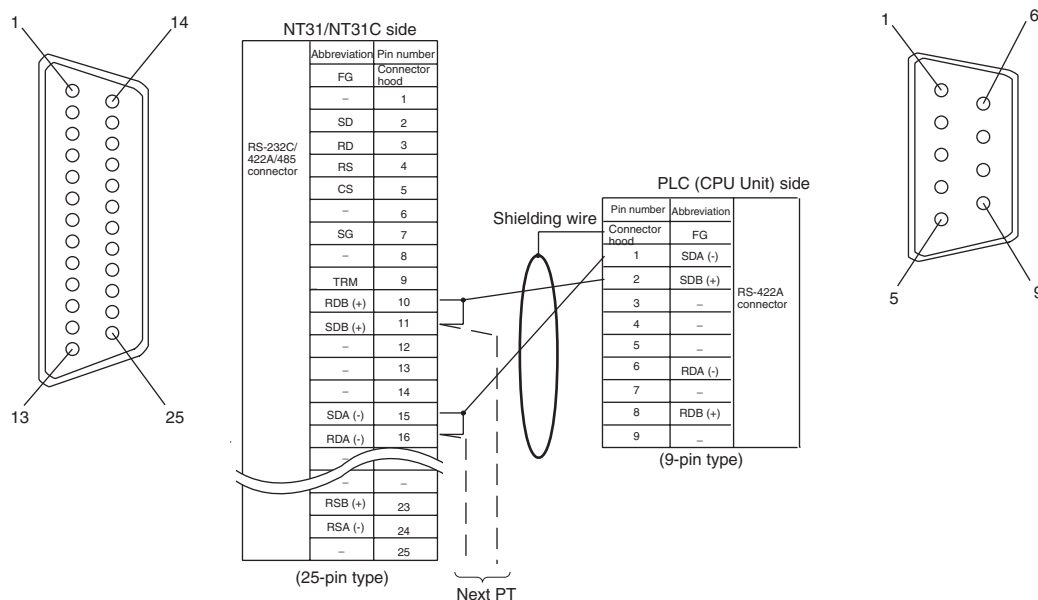 1
14
13
25
NT31/NT31C side
Abbreviation Pin number
FG Connector hood
– 1
SD 2
RD 3
RS 4
CS 5
– 6
SG 7
– 8
TRM 9
RDB (+) 10
SDB (+) 11
– 12
– 13
– 14
SDA (-) 15
RDA (-) 16
–
– –
RSB (+) 23
RSA (-) 24
– 25
RS-232C/
422A/485
connector
(25-pin type)
Next PT
Shielding wire
PLC (CPU Unit) side
Pin number Abbreviation
Connector hood FG
1 SDA (-)
2 SDB (+)
3 –
4 –
5 –
6 RDA (-)
7 –
8 RDB (+)
9 –
RS-422A
connector
(9-pin type)
1
6
5
9